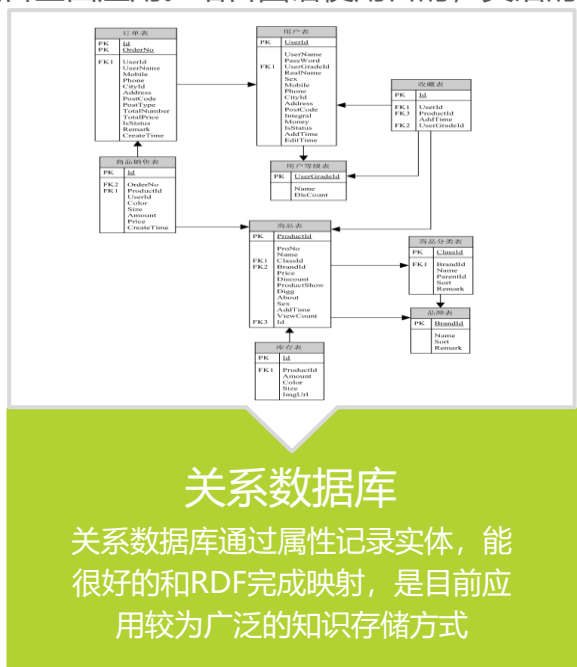 订单表
PK Id
PK OrderNo
FK1 UserId
UserName
Mobile
Phone
CityId
Address
PostCode
PostType
TotalNumber
TotalPrice
IsStatus
Remark
CreateTime
用户表
PK UserId
UserName
PassWord
FK1 UserGradeId
RealName
Sex
Mobile
Phone
CityId
Address
PostCode
Integral
Money
IsStatus
AddTime
EditTime
收藏表
PK Id
FK1 UserId
FK3 ProductId
AddTime
FK2 UserGradeId
商品销售表
PK Id
FK2 OrderNo
FK1 ProductId
UserId
Color
Size
Amount
Price
CreateTime
用户等级表
PK UserGradeId
Name
DisCount
商品表
PK ProductId
ProNo
Name
FK1 ClassId
FK2 BrandId
Price
Discount
ProductShow
Digg
About
Sex
AddTime
ViewCount
FK3 Id
商品分类表
PK ClassId
FK1 BrandId
Name
ParentId
Sort
Remark
品牌表
PK BrandId
Name
Sort
Remark
库存表
PK Id
FK1 ProductId
Amount
Color
Size
ImgUrl
关系数据库
关系数据库通过属性记录实体，能
很好的和RDF完成映射，是目前应
用较为广泛的知识存储方式